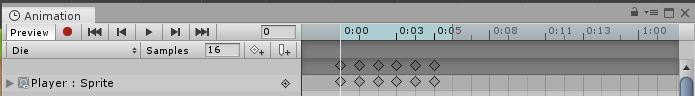 Animation
Preview 0 0:00 0:03 0:05 0:08 0:11 0:13 1:00
Die Samples 16
Player : Sprite